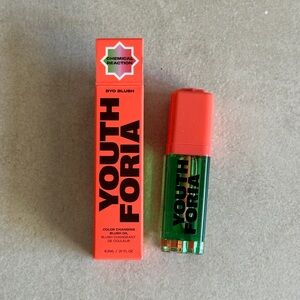 CHEMICAL
REACTION
BYO BLUSH
YOUTH
FORIA
COLOR CHANGING
BLUSH OIL
BLUSH CHANGEANT
DE COULEUR
YOUTH
FORIA